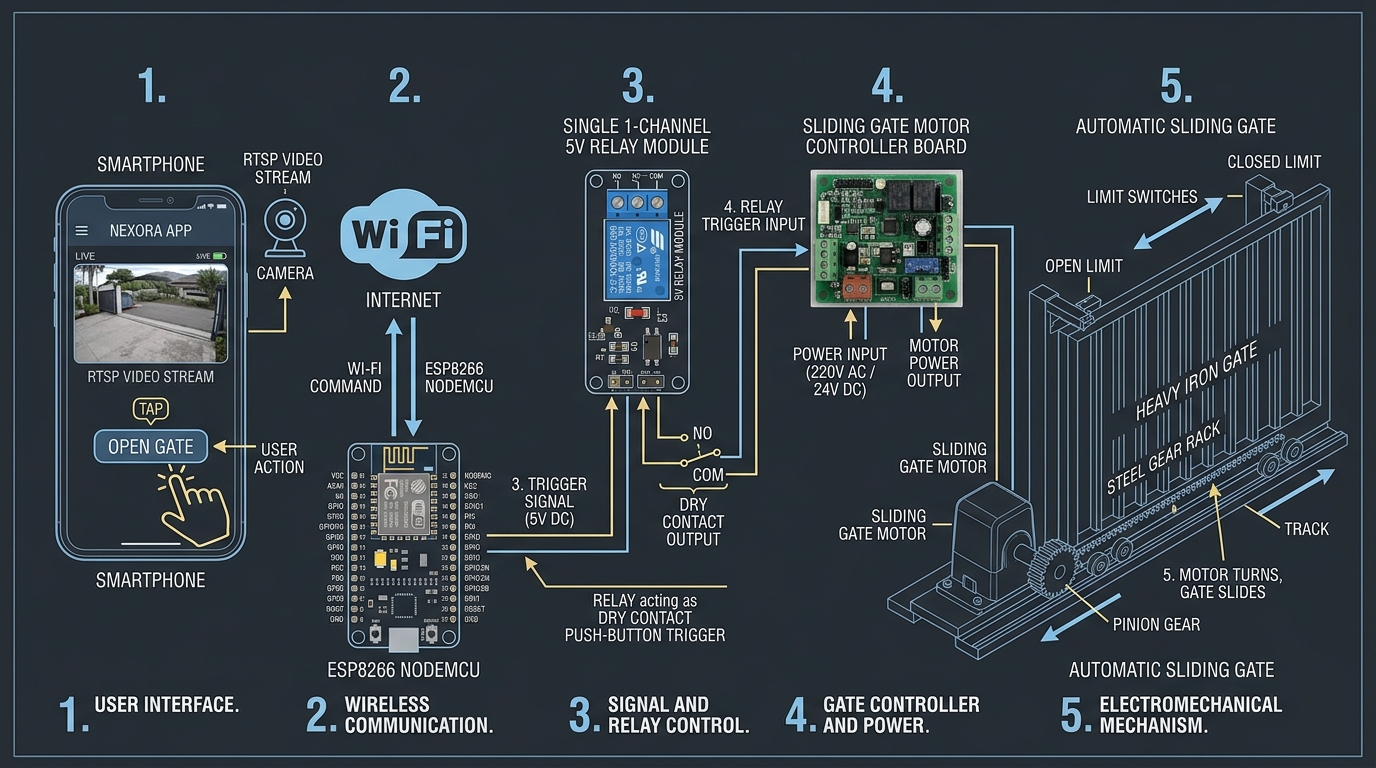 1.
2.
3.
4.
5.
SMARTPHONE
RTSP VIDEO
STREAM
NEXORA APP
LIVE
CAMERA
RTSP VIDEO STREAM
TAP
OPEN GATE
USER
ACTION
SMARTPHONE
WiFi
INTERNET
WI-FI
COMMAND
ESP8266
NODEMCU
ESP8266 NODEMCU
SINGLE 1-CHANNEL
5V RELAY MODULE
NO
COM
RELAY MODULE
3. TRIGGER
SIGNAL
(5V DC)
NO
COM
DRY
CONTACT
OUTPUT
RELAY acting as
DRY CONTACT
PUSH-BUTTON TRIGGER
SLIDING GATE MOTOR
CONTROLLER BOARD
4. RELAY
TRIGGER INPUT
POWER INPUT
(220V AC /
24V DC)
MOTOR
POWER
OUTPUT
AUTOMATIC SLIDING GATE
CLOSED LIMIT
LIMIT SWITCHES
OPEN LIMIT
HEAVY IRON GATE
STEEL GEAR RACK
SLIDING
GATE MOTOR
SLIDING
GATE MOTOR
TRACK
5. MOTOR TURNS,
GATE SLIDES
PINION GEAR
AUTOMATIC SLIDING GATE
1. USER INTERFACE.
2. WIRELESS
COMMUNICATION.
3. SIGNAL AND
RELAY CONTROL.
4. GATE CONTROLLER
AND POWER.
5. ELECTROMECHANICAL
MECHANISM.